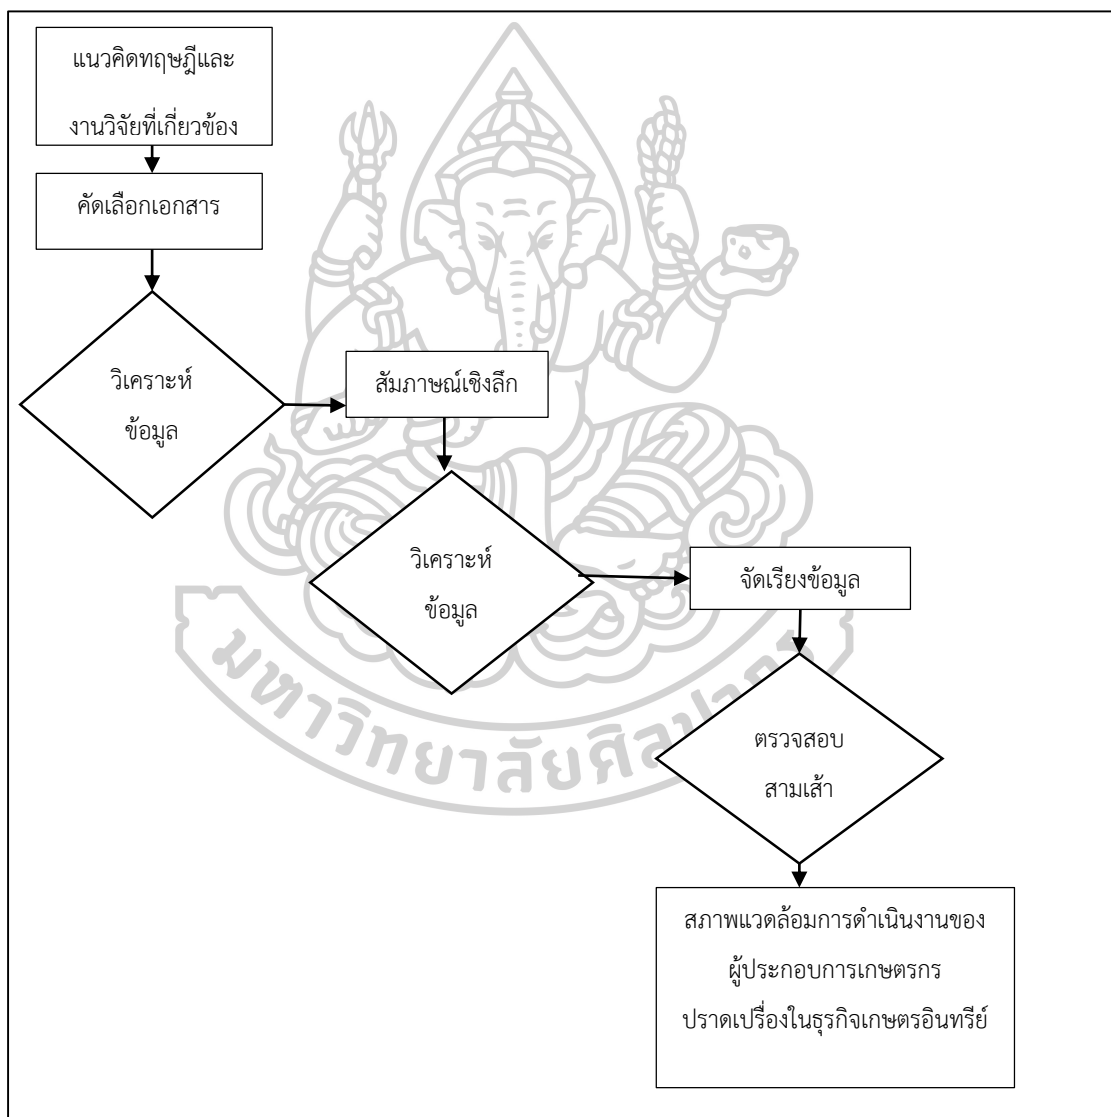 แนวคิดทฤษฎีและ
งานวิจัยที่เกี่ยวข้อง
คัดเลือกเอกสาร
วิเคราะห์
ข้อมูล
สัมภาษณ์เชิงลึก
วิเคราะห์
ข้อมูล
จัดเรียงข้อมูล
ตรวจสอบ
สามเส้า
สภาพแวดล้อมการดำเนินงานของ
ผู้ประกอบการเกษตรกร
ปราดเปรื่องในธุรกิจเกษตรอินทรีย์
มหาวิทยาลัยศิลปากร